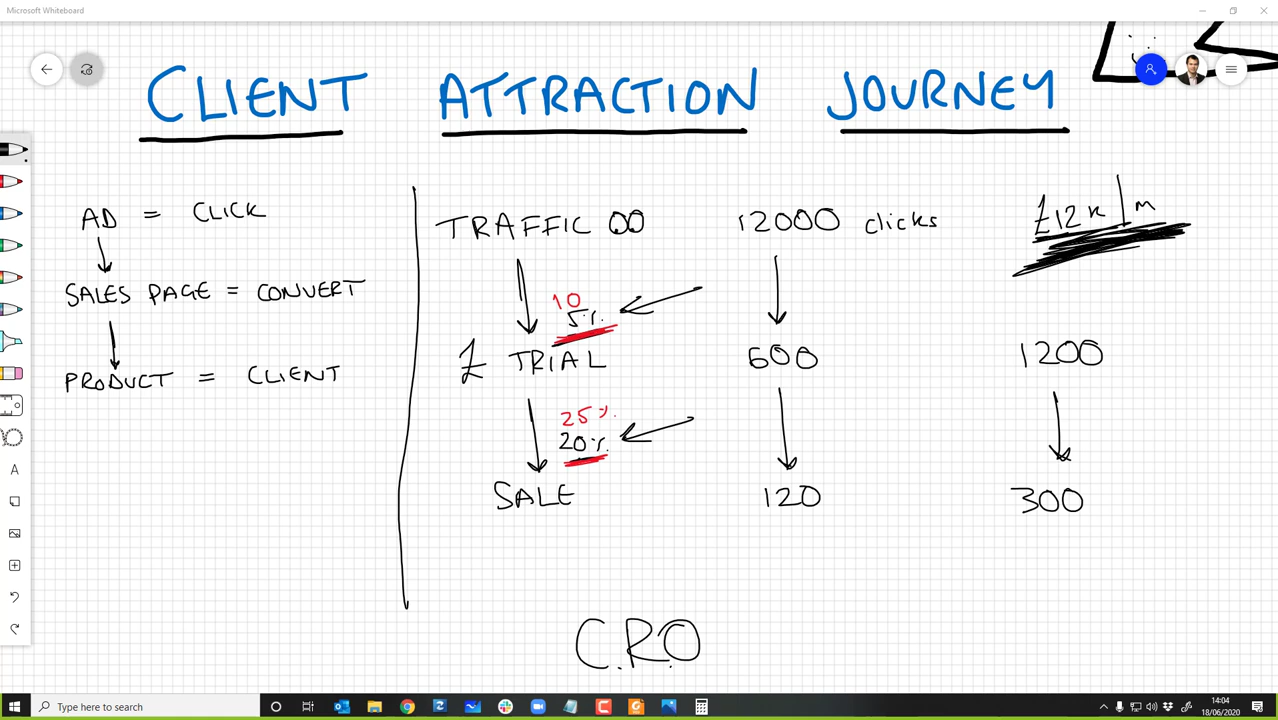 Microsoft Whiteboard
CLIENT ATTRACTION JOURNEY
AD = CLICK
SALES PAGE = CONVERT
PRODUCT = CLIENT
TRAFFIC 00 12000 clicks £12k/m
10
5%
£ TRIAL 600 1200
25%
20%
SALE 120 300
C.R.O
A
Type here to search
14:04
18/06/2020